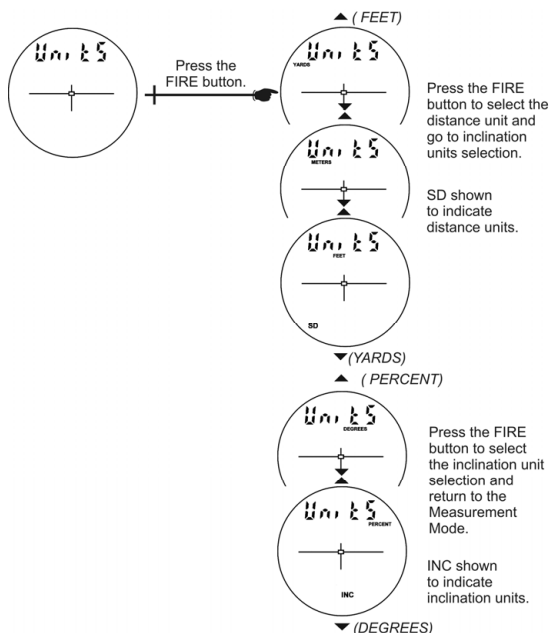 ▲ (FEET)
UnitS
Press the
FIRE button.
UnitS
YARDS
Press the FIRE
button to select the
distance unit and
go to inclination
units selection.
UnitS
METERS
SD shown
to indicate
distance units.
UnitS
FEET
SD
▼(YARDS)
▲ ( PERCENT)
UnitS
DEGREES
Press the FIRE
button to select
the inclination unit
selection and
return to the
Measurement
Mode.
UnitS
PERCENT
INC shown
to indicate
inclination units.
INC
▼ (DEGREES)